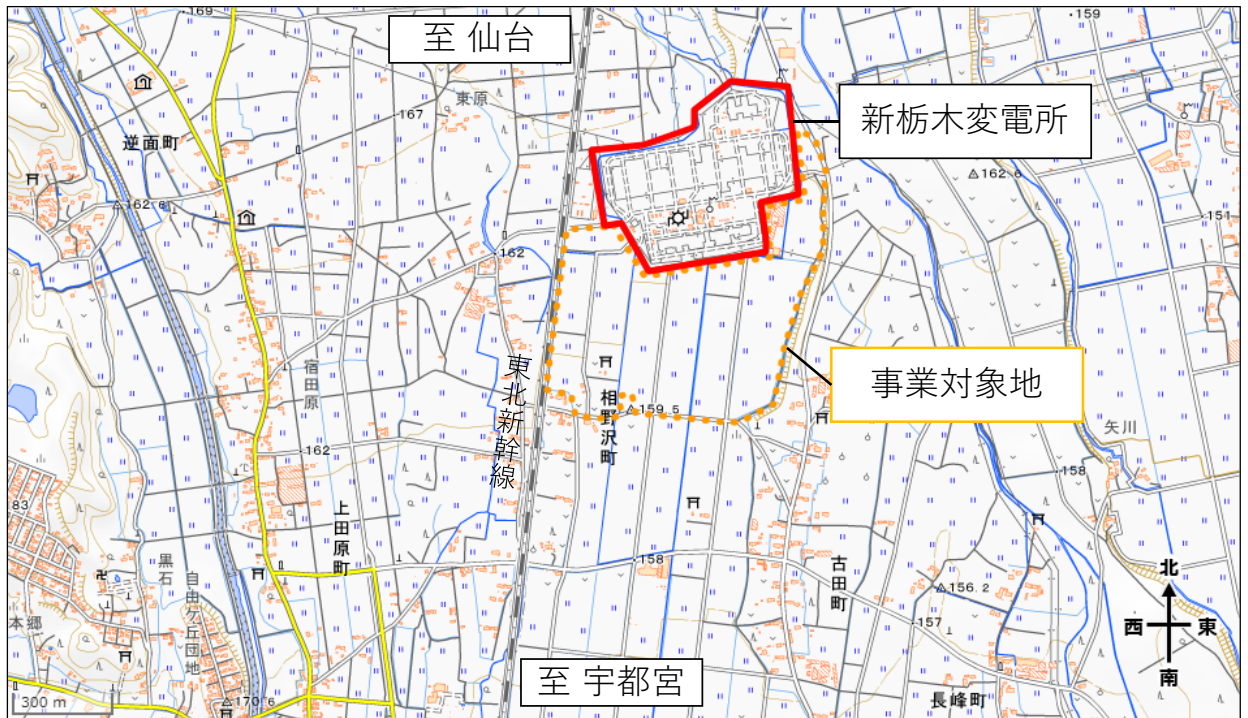 169
至 仙台
159
東原
167
新栃木変電所
逆面町
162.6
162.6
151
162
東北新幹線
宿田原
相野沢町
159.5
事業対象地
矢川
162
158
83
上田原町
158
古田町
黒石
自由ケ丘団地
156.2
北
西
東
南
本郷
157
至 宇都宮
300 m
170.6
長峰町